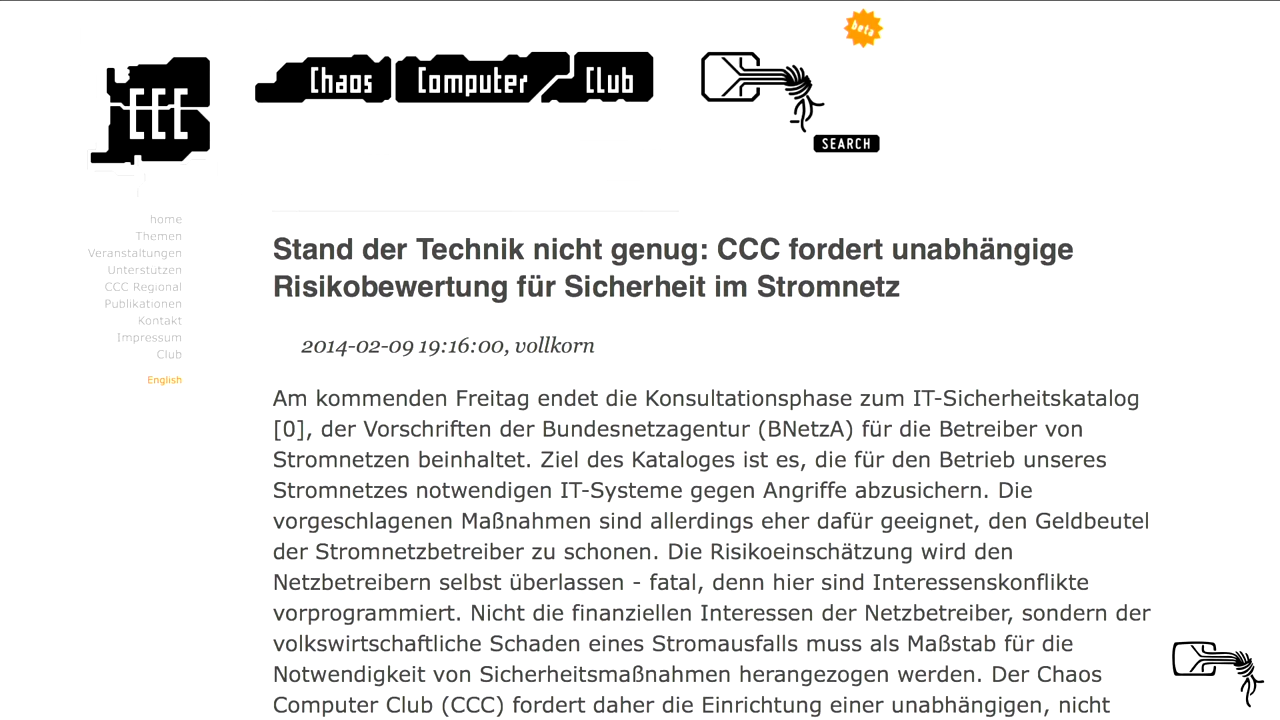 beta
Chaos Computer Club
CCC
SEARCH
home
Themen
Veranstaltungen
Unterstutzen
CCC Regional
Publikationen
Kontakt
Impressum
Club
English
Stand der Technik nicht genug: CCC fordert unabhängige
Risikobewertung für Sicherheit im Stromnetz
2014-02-09 19:16:00, vollkorn
Am kommenden Freitag endet die Konsultationsphase zum IT-Sicherheitskatalog
[0], der Vorschriften der Bundesnetzagentur (BNetzA) für die Betreiber von
Stromnetzen beinhaltet. Ziel des Kataloges ist es, die für den Betrieb unseres
Stromnetzes notwendigen IT-Systeme gegen Angriffe abzusichern. Die
vorgeschlagenen Maßnahmen sind allerdings eher dafür geeignet, den Geldbeutel
der Stromnetzbetreiber zu schonen. Die Risikoeinschätzung wird den
Netzbetreibern selbst überlassen - fatal, denn hier sind Interessenskonflikte
vorprogrammiert. Nicht die finanziellen Interessen der Netzbetreiber, sondern der
volkswirtschaftliche Schaden eines Stromausfalls muss als Maßstab für die
Notwendigkeit von Sicherheitsmaßnahmen herangezogen werden. Der Chaos
Computer Club (CCC) fordert daher die Einrichtung einer unabhängigen, nicht